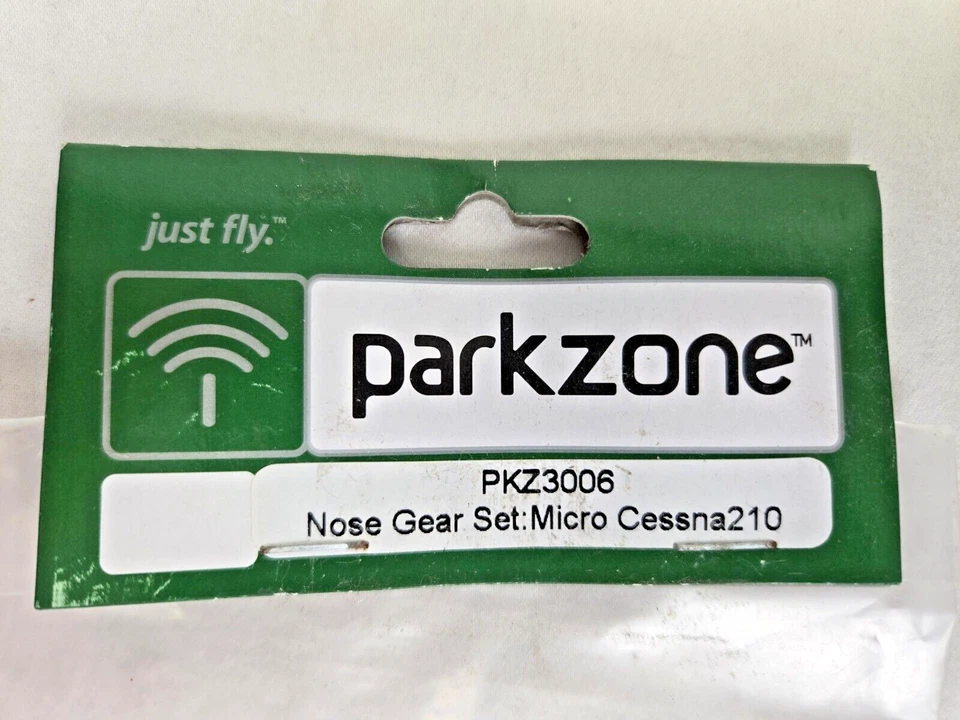 just fly.™
parkzone™
PKZ3006
Nose Gear Set:Micro Cessna210